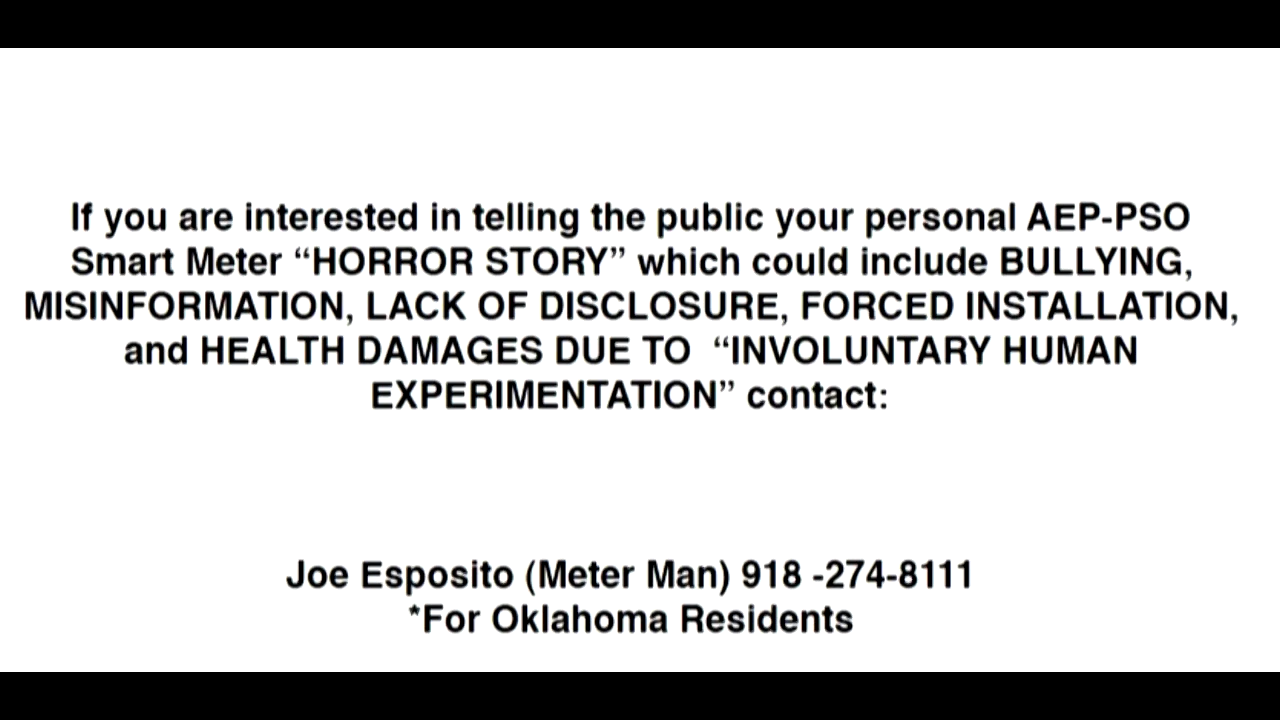 If you are interested in telling the public your personal AEP-PSO
Smart Meter “HORROR STORY” which could include BULLYING,
MISINFORMATION, LACK OF DISCLOSURE, FORCED INSTALLATION,
and HEALTH DAMAGES DUE TO  “INVOLUNTARY HUMAN
EXPERIMENTATION” contact:
Joe Esposito (Meter Man) 918 -274-8111
*For Oklahoma Residents